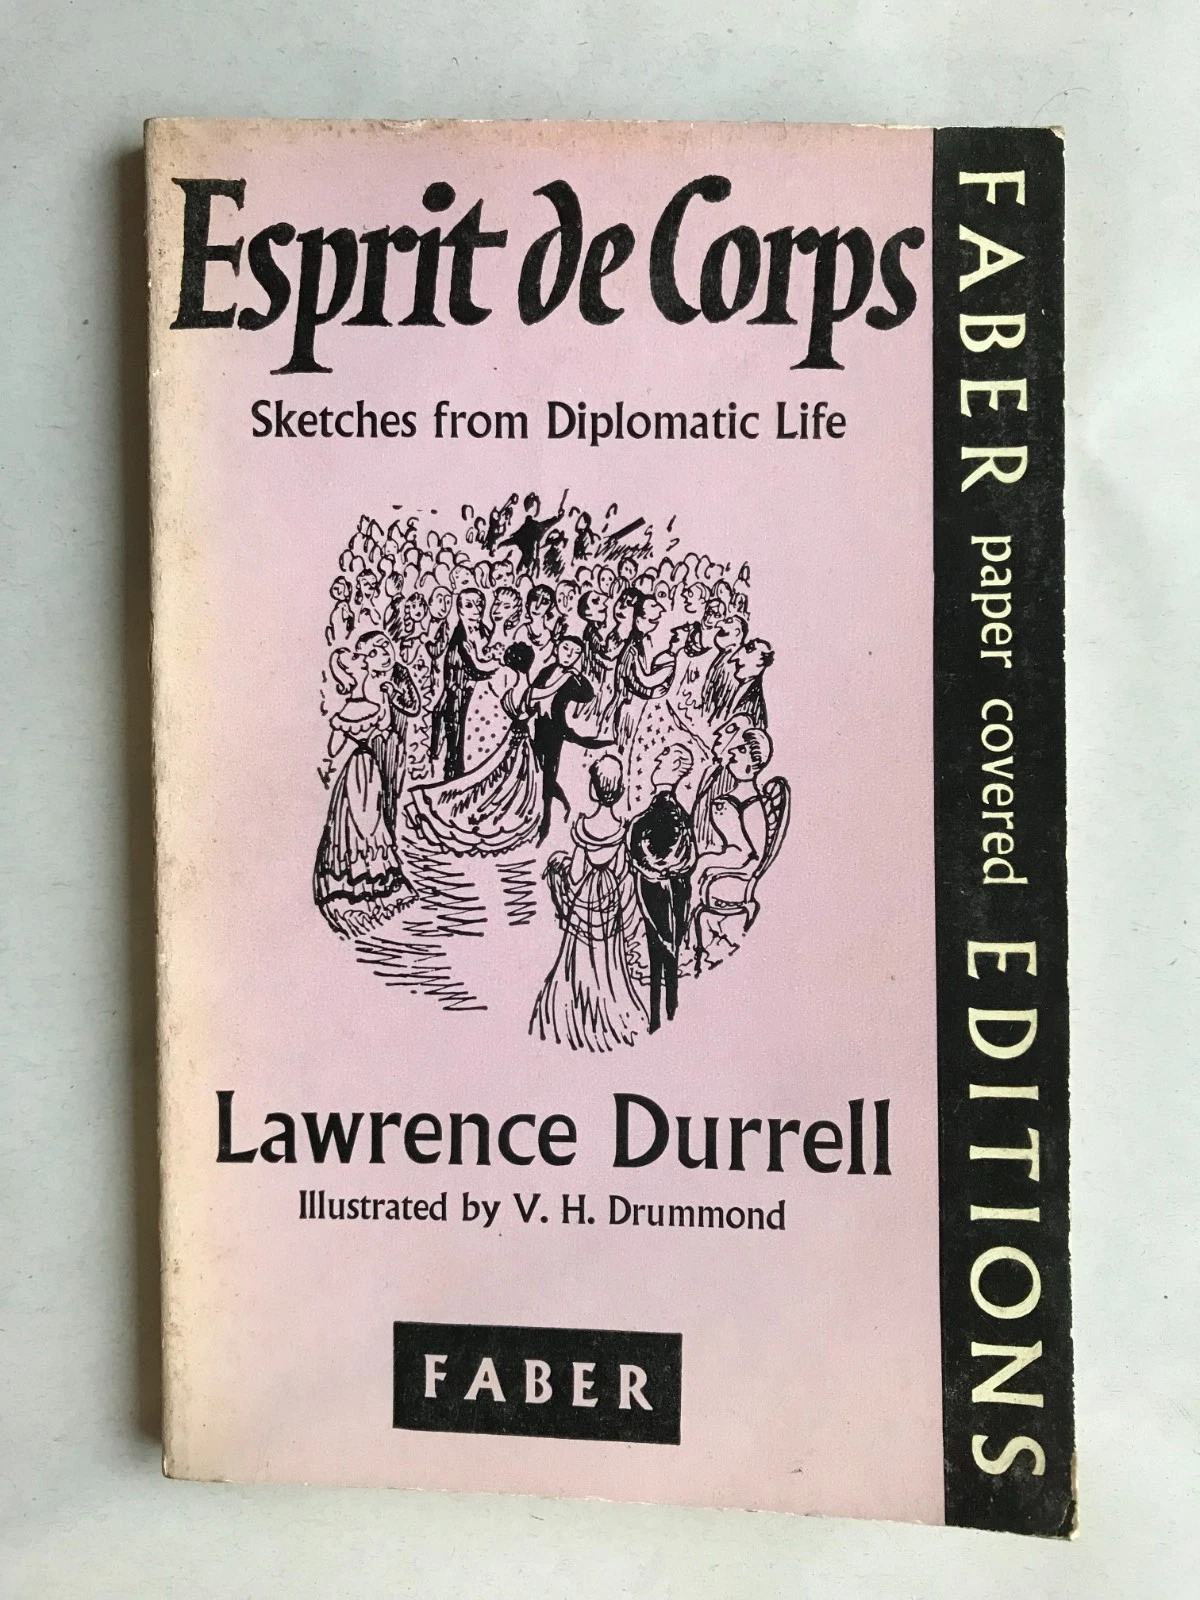 Esprit de Corps
Sketches from Diplomatic Life
Lawrence Durrell
Illustrated by V. H. Drummond
FABER
FABER paper covered EDITIONS